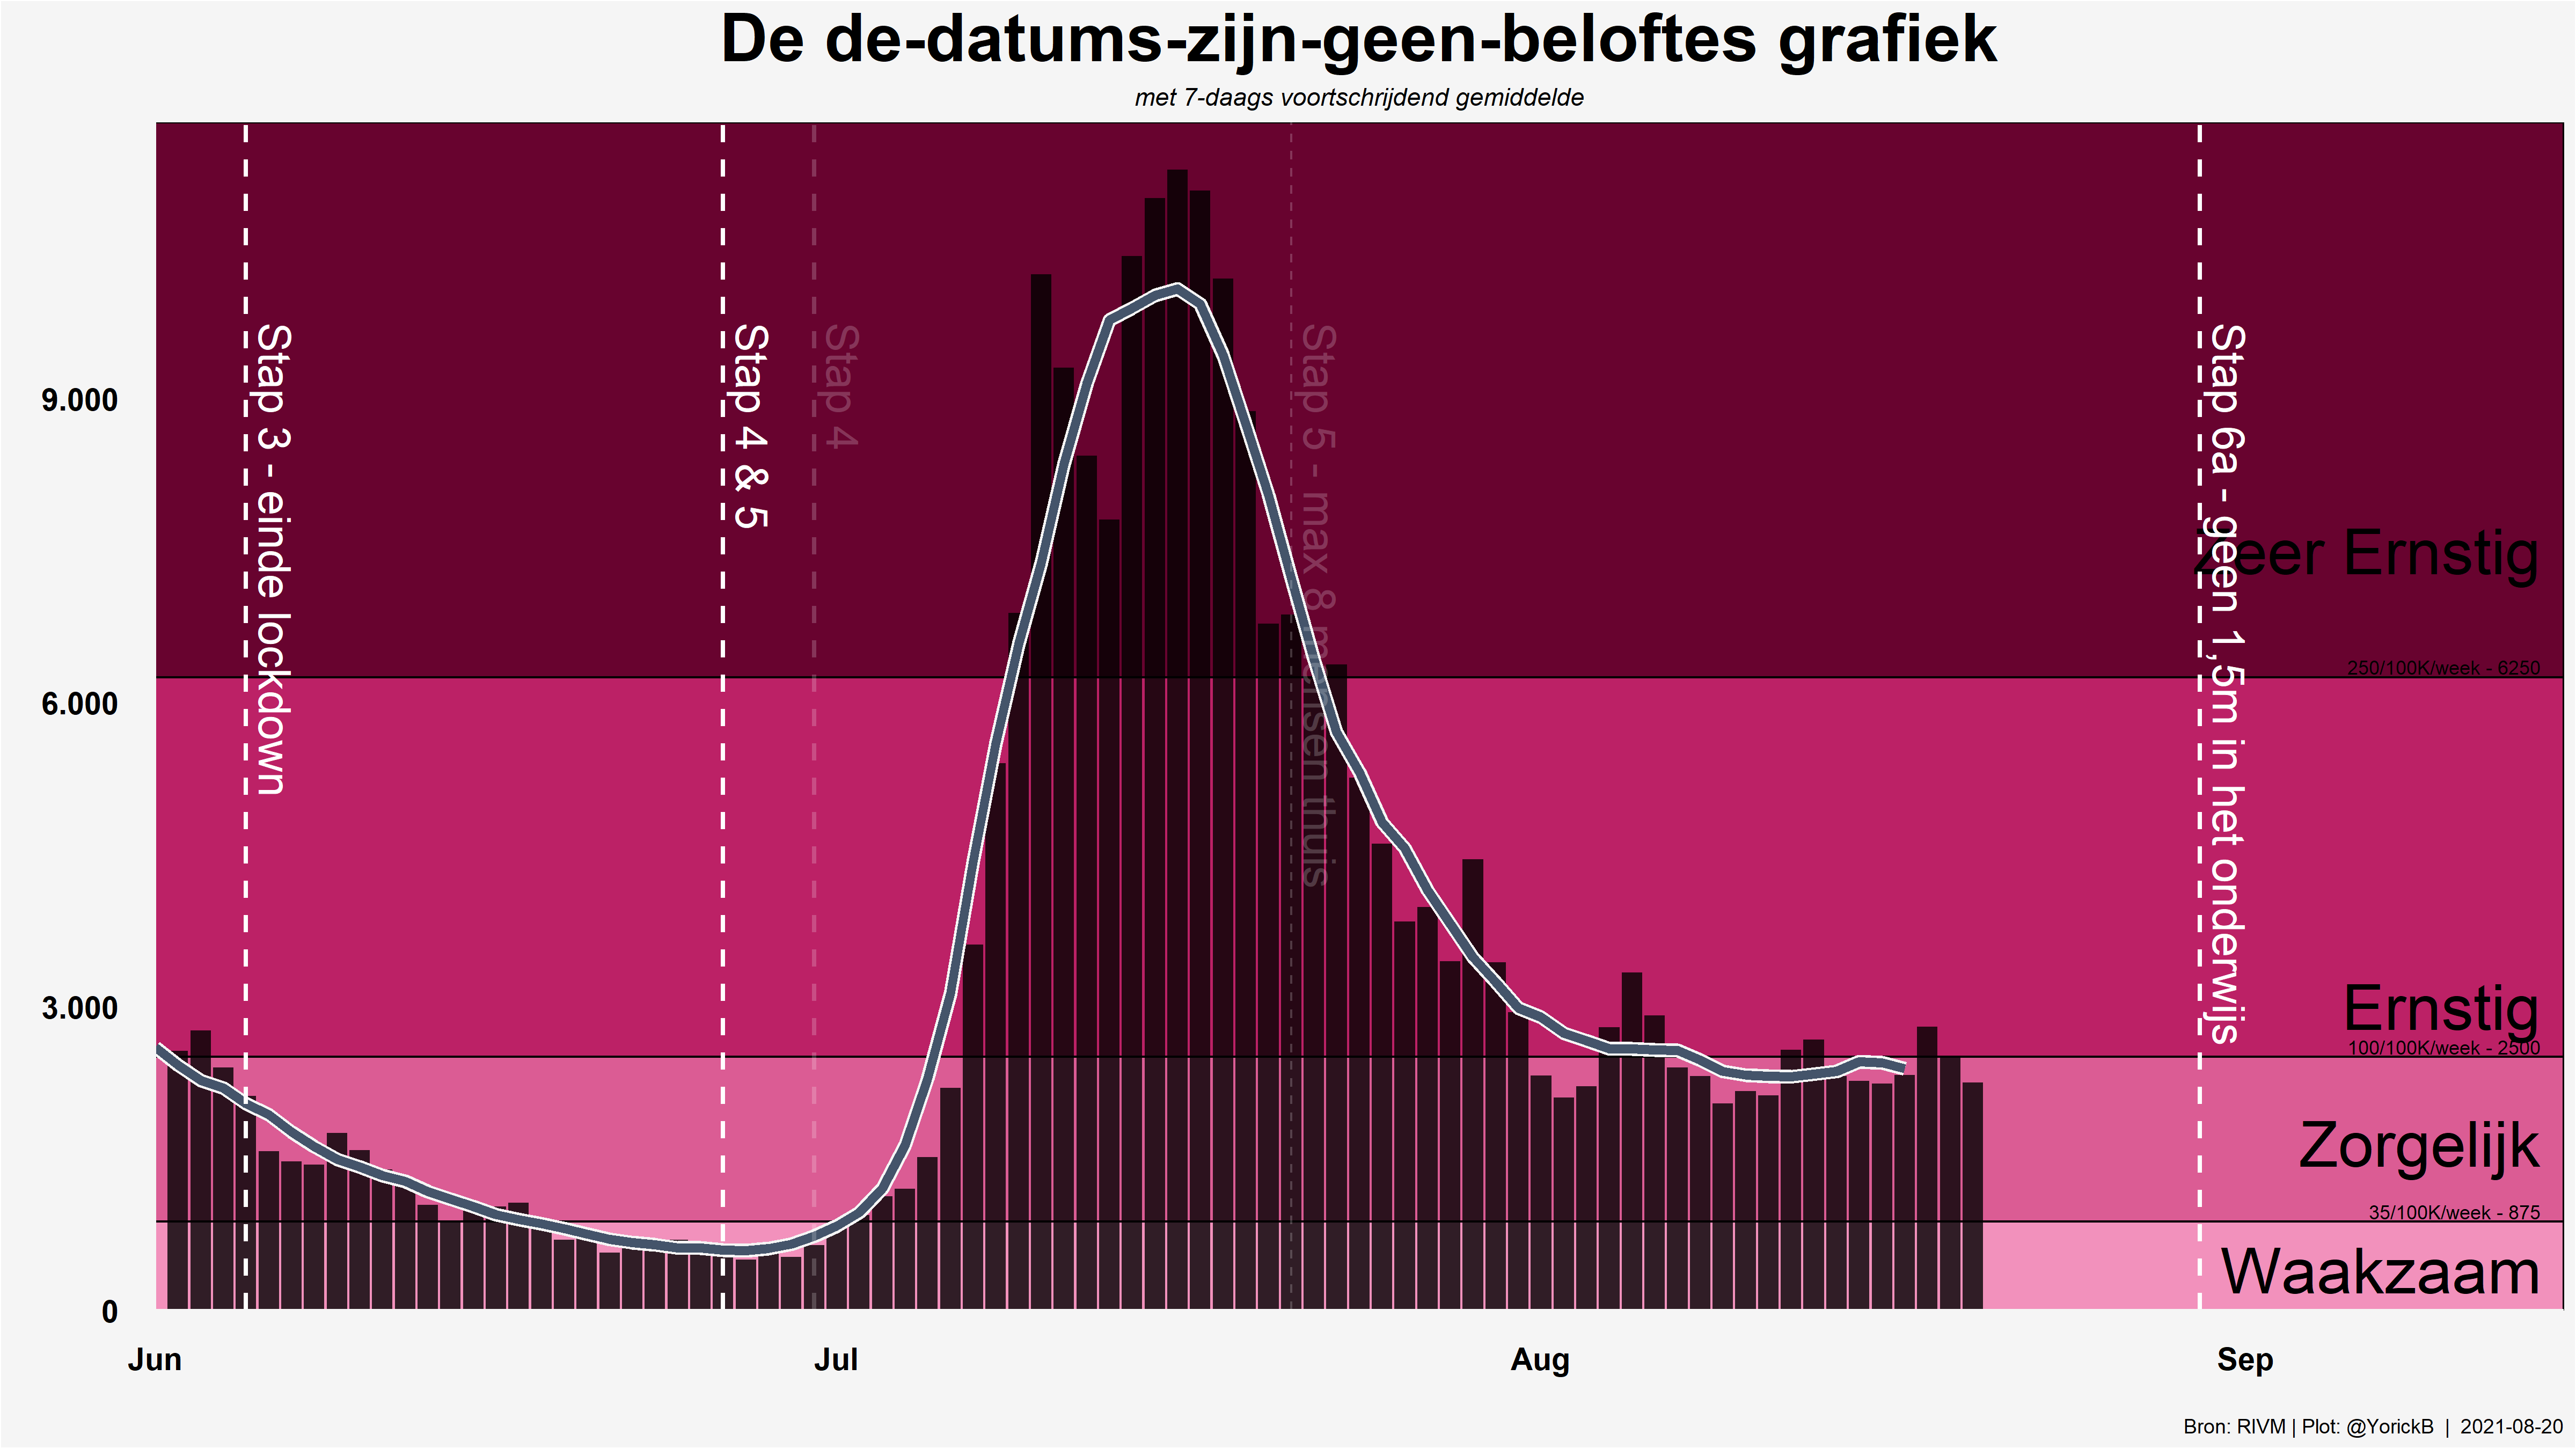 De de-datums-zijn-geen-beloftes grafiek
met 7-daags voortschrijdend gemiddelde
9.000
6.000
3.000
0
Stap 3 - einde lockdown
Stap 4 & 5
Stap 4
Stap 5 - max 8 mensen thuis
Stap 6a - geen 1,5m in het onderwijs
Zeer Ernstig
250/100K/week - 6250
Ernstig
100/100K/week - 2500
Zorgelijk
35/100K/week - 875
Waakzaam
Jun
Jul
Aug
Sep
Bron: RIVM | Plot: @YorickB | 2021-08-20